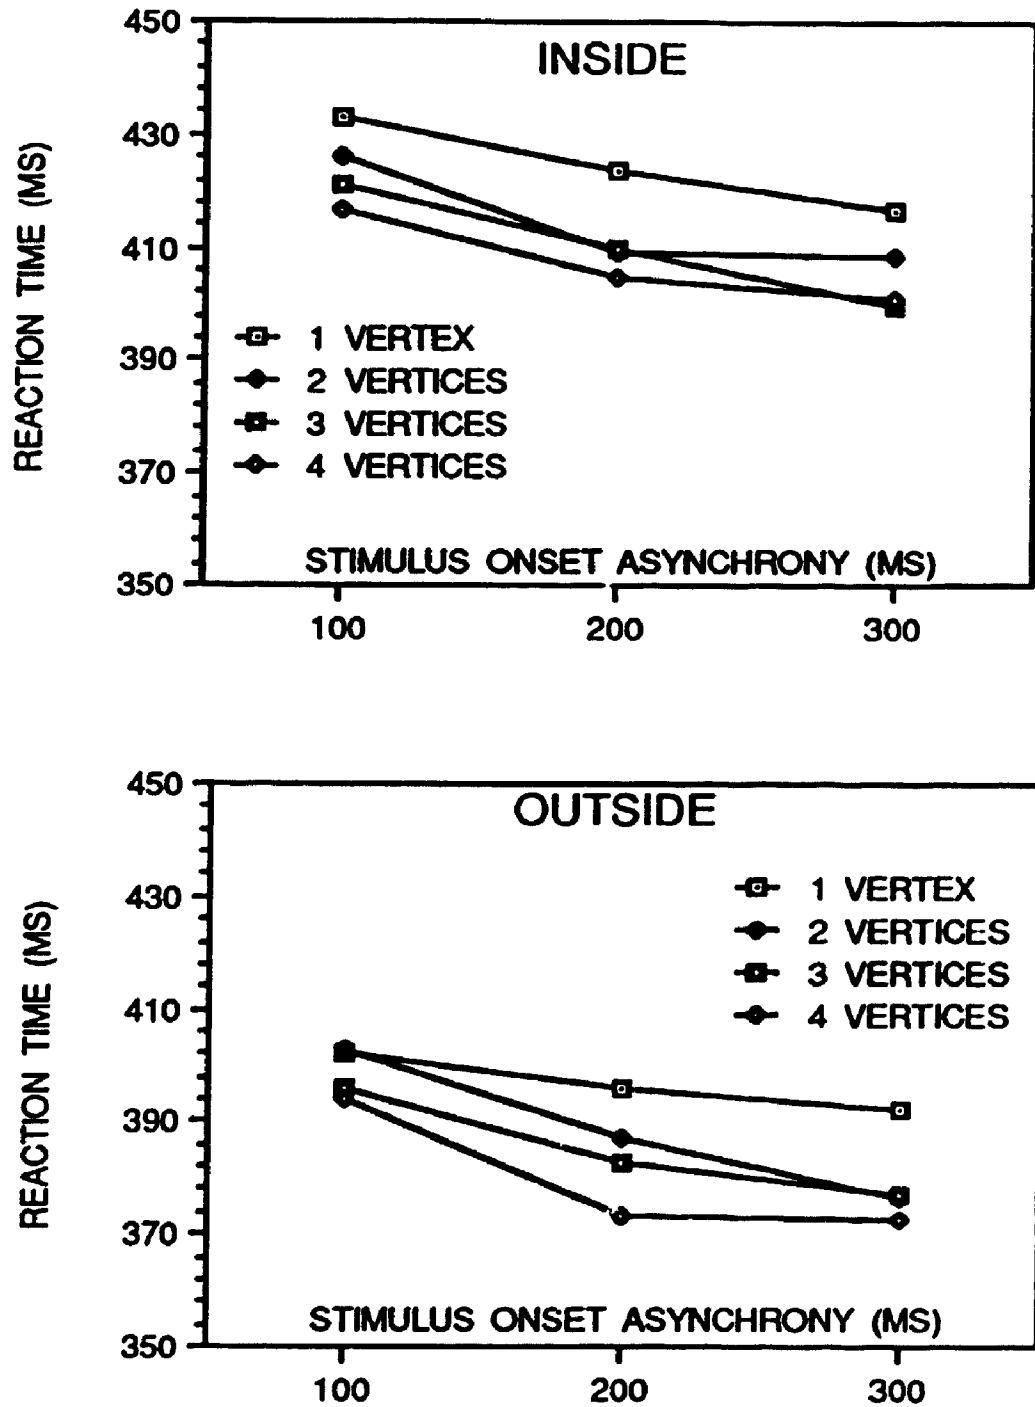 INSIDE
REACTION TIME (MS)
450
430
410
390
370
350
1 VERTEX
2 VERTICES
3 VERTICES
4 VERTICES
STIMULUS ONSET ASYNCHRONY (MS)
100 200 300
OUTSIDE
REACTION TIME (MS)
450
430
410
390
370
350
1 VERTEX
2 VERTICES
3 VERTICES
4 VERTICES
STIMULUS ONSET ASYNCHRONY (MS)
100 200 300